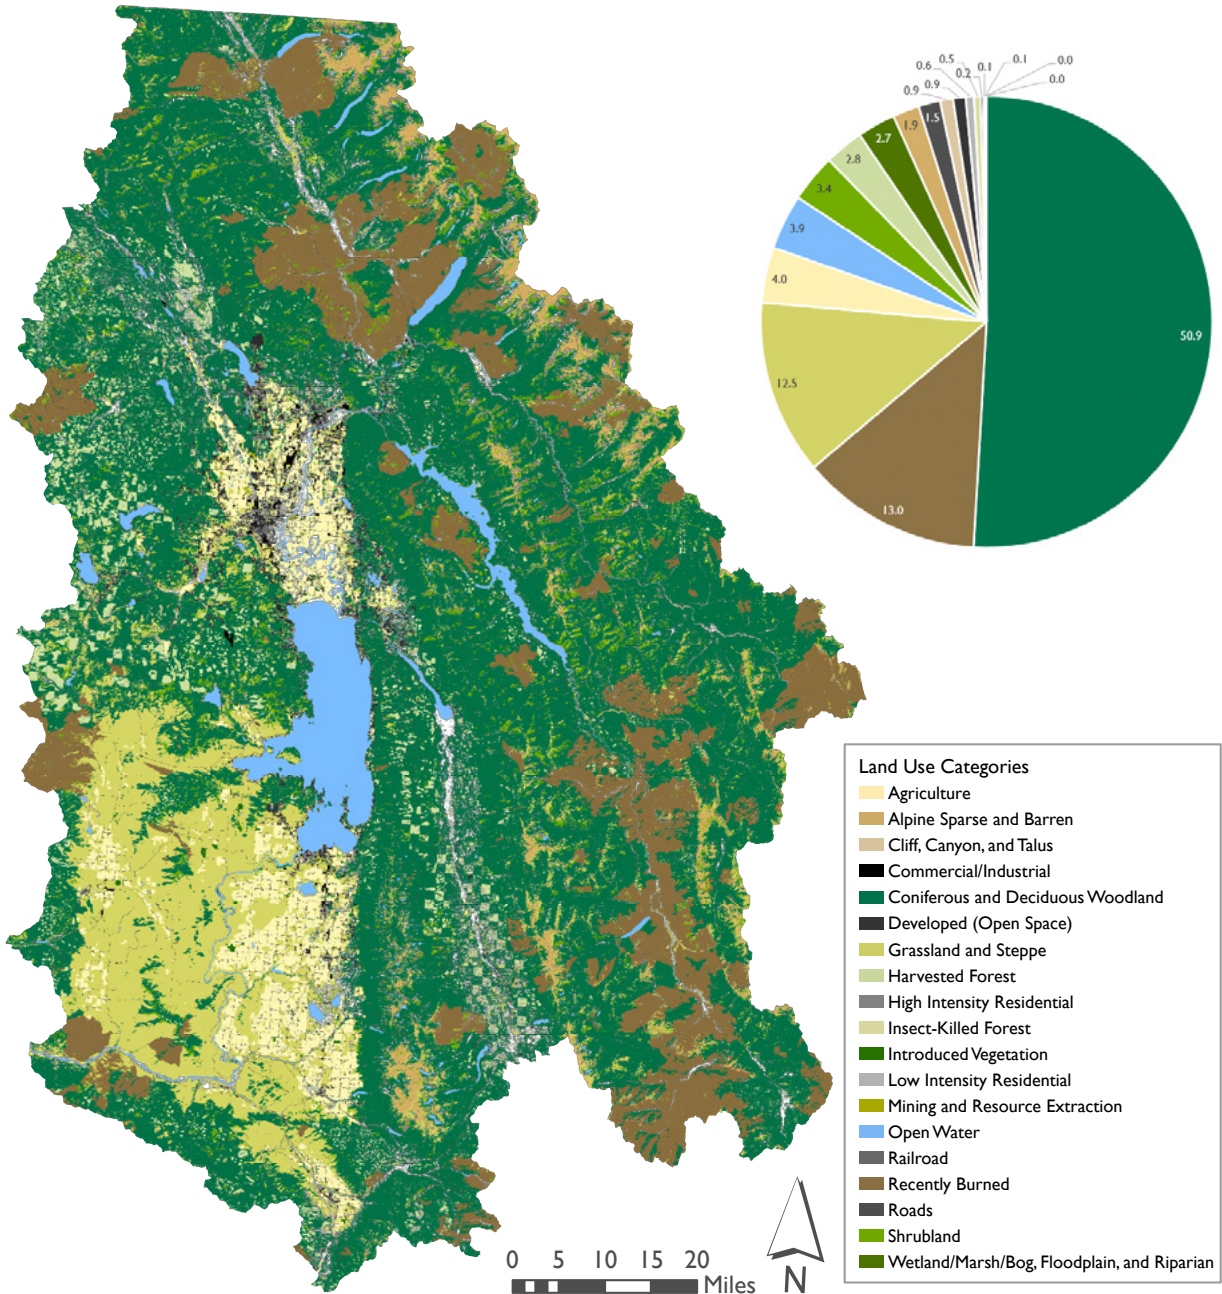 0.5
0.1
0.1
0.0
0.6
0.2
0.0
0.9
0.9
1.5
1.9
2.7
2.8
3.4
3.9
4.0
50.9
12.5
13.0
Land Use Categories
Agriculture
Alpine Sparse and Barren
Cliff, Canyon, and Talus
Commercial/Industrial
Coniferous and Deciduous Woodland
Developed (Open Space)
Grassland and Steppe
Harvested Forest
High Intensity Residential
Insect-Killed Forest
Introduced Vegetation
Low Intensity Residential
Mining and Resource Extraction
Open Water
Railroad
Recently Burned
Roads
Shrubland
Wetland/Marsh/Bog, Floodplain, and Riparian
0 5 10 15 20
Miles
N